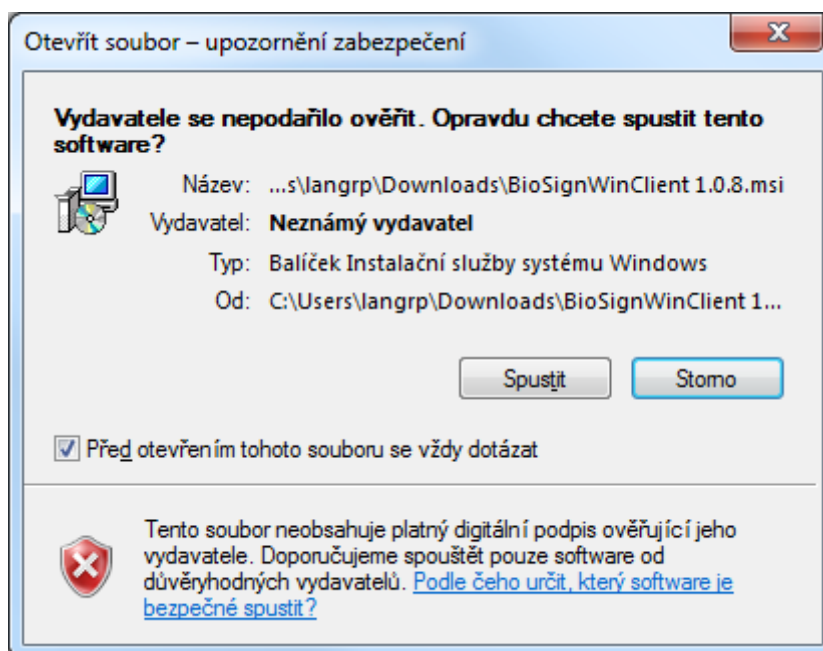 Otevřít soubor – upozornění zabezpečení
Vydavatele se nepodařilo ověřit. Opravdu chcete spustit tento
software?
Název: ...s\langrp\Downloads\BioSignWinClient 1.0.8.msi
Vydavatel: Neznámý vydavatel
Typ: Balíček Instalační služby systému Windows
Od: C:\Users\langrp\Downloads\BioSignWinClient 1...
Spustit Storno
Před otevřením tohoto souboru se vždy dotázat
Tento soubor neobsahuje platný digitální podpis ověřující jeho
vydavatele. Doporučujeme spouštět pouze software od
důvěryhodných vydavatelů. Podle čeho určit, který software je
bezpečné spustit?